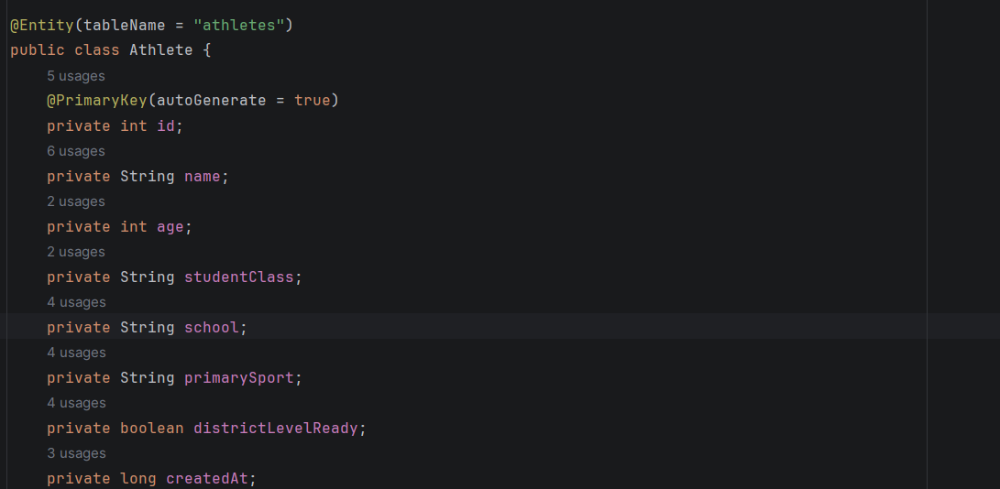 @Entity(tableName = "athletes")
public class Athlete {
5 usages
@PrimaryKey(autoGenerate = true)
private int id;
6 usages
private String name;
2 usages
private int age;
2 usages
private String studentClass;
4 usages
private String school;
4 usages
private String primarySport;
4 usages
private boolean districtLevelReady;
3 usages
private long createdAt;